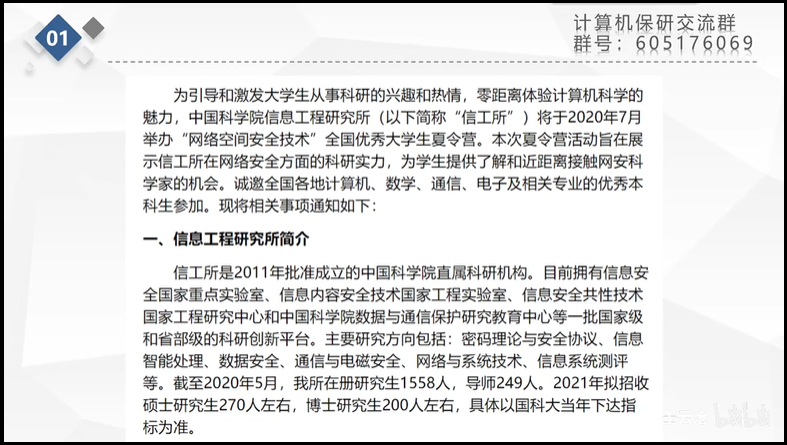 01
计算机保研交流群
群号：605176069
为引导和激发大学生从事科研的兴趣和热情，零距离体验计算机科学的
魅力，中国科学院信息工程研究所（以下简称“信工所”）将于2020年7月
举办“网络空间安全技术”全国优秀大学生夏令营。本次夏令营活动旨在展
示信工所在网络安全方面的科研实力，为学生提供了解和近距离接触网安科
学家的机会。诚邀全国各地计算机、数学、通信、电子及相关专业的优秀本
科生参加。现将相关事项通知如下：
一、信息工程研究所简介
信工所是2011年批准成立的中国科学院直属科研机构。目前拥有信息安
全国家重点实验室、信息内容安全技术国家工程实验室、信息安全共性技术
国家工程研究中心和中国科学院数据与通信保护研究教育中心等一批国家级
和省部级的科研创新平台。主要研究方向包括：密码理论与安全协议、信息
智能处理、数据安全、通信与电磁安全、网络与系统技术、信息系统测评
等。截至2020年5月，我所在册研究生1558人，导师249人。2021年拟招收
硕士研究生270人左右，博士研究生200人左右，具体以国科大当年下达指
标为准。
bilibili